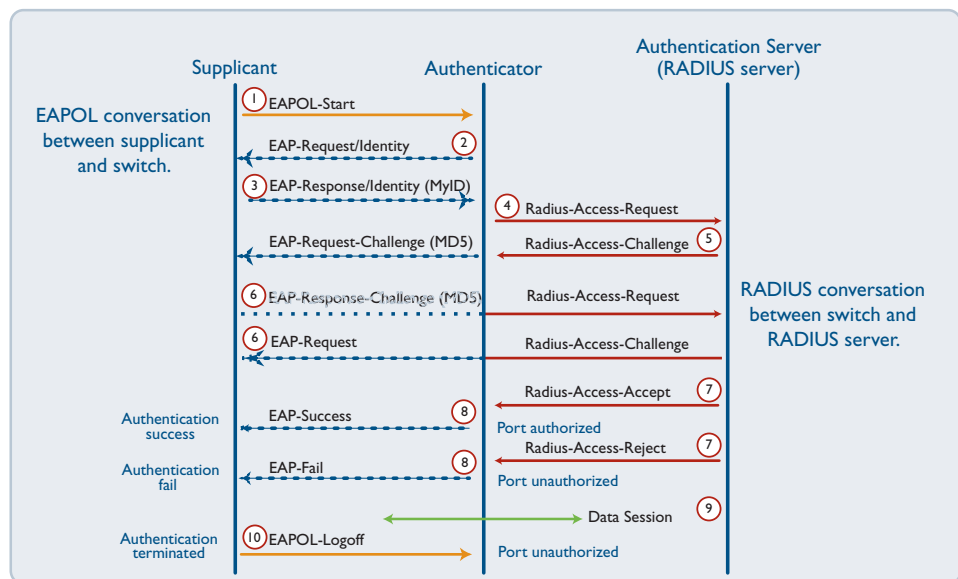 Authentication Server
(RADIUS server)
Supplicant
Authenticator
EAPOL conversation
between supplicant
and switch.
1 EAPOL-Start
EAP-Request/Identity 2
3 EAP-Response/Identity (MyID)
4 Radius-Access-Request
EAP-Request-Challenge (MD5)
Radius-Access-Challenge 5
6 EAP-Response-Challenge (MD5)
Radius-Access-Request
RADIUS conversation
between switch and
RADIUS server.
6 EAP-Request
Radius-Access-Challenge
Radius-Access-Accept 7
Authentication
success
EAP-Success 8
Port authorized
Radius-Access-Reject 7
Authentication
fail
EAP-Fail 8
Port unauthorized
Data Session 9
Authentication
terminated
10 EAPOL-Logoff
Port unauthorized